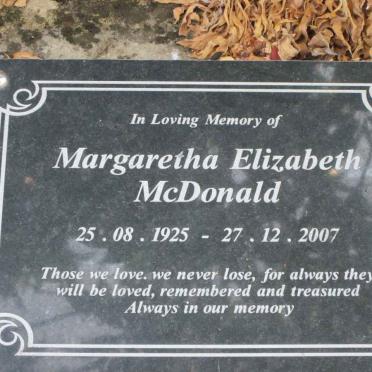 In Loving Memory of
Margaretha Elizabeth
McDonald
25 . 08 . 1925 - 27 . 12 . 2007
Those we love. we never lose, for always they
will be loved, remembered and treasured
Always in our memory